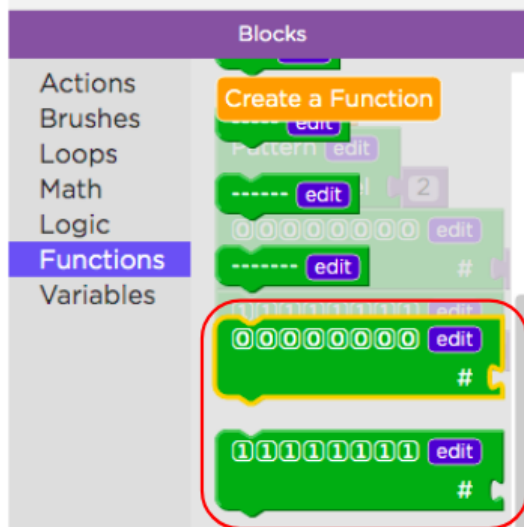 Blocks
Actions
Brushes
Loops
Math
Logic
Functions
Variables
Create a Function
----- edit
Pattern edit
2
------ edit
⓪⓪⓪⓪⓪⓪⓪⓪ edit
#
------- edit
①①①①①①①① edit
⓪⓪⓪⓪⓪⓪⓪⓪ edit
#
①①①①①①①① edit
#